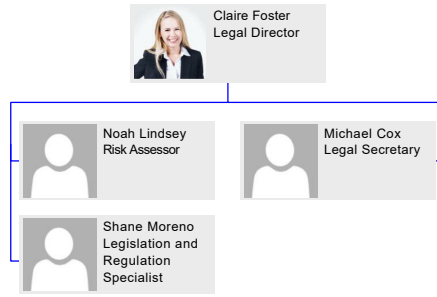 Claire Foster
Legal Director
Noah Lindsey
Risk Assessor
Michael Cox
Legal Secretary
Shane Moreno
Legislation and
Regulation
Specialist